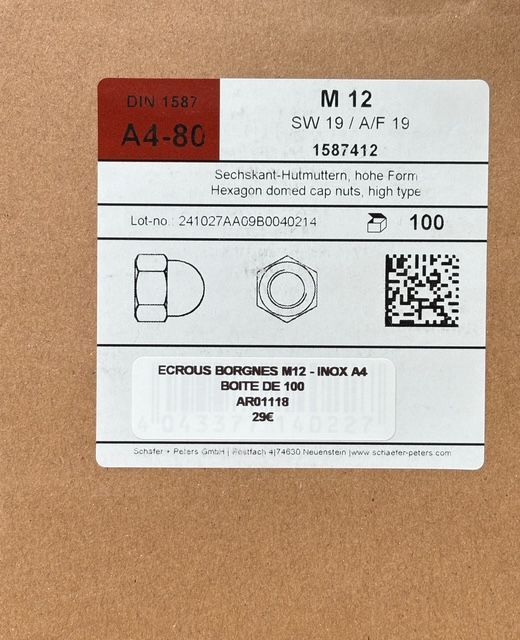 DIN 1587
A4-80
M 12
SW 19 / A/F 19
1587412
Sechskant-Hutmuttern, hohe Form
Hexagon domed cap nuts, high type
Lot-no.: 241027AA09B0040214
100
ECROUS BORGNES M12 - INOX A4
BOITE DE 100
AR01118
29€
Schäfer + Peters GmbH | Postfach 4|74630 Neuenstein |www.schaefer-peters.com